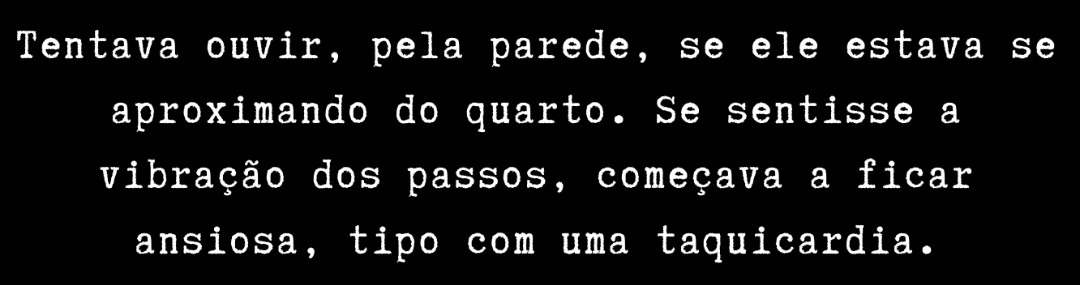 Tentava ouvir, pela parede, se ele estava se
aproximando do quarto. Se sentisse a
vibração dos passos, começava a ficar
ansiosa, tipo com uma taquicardia.